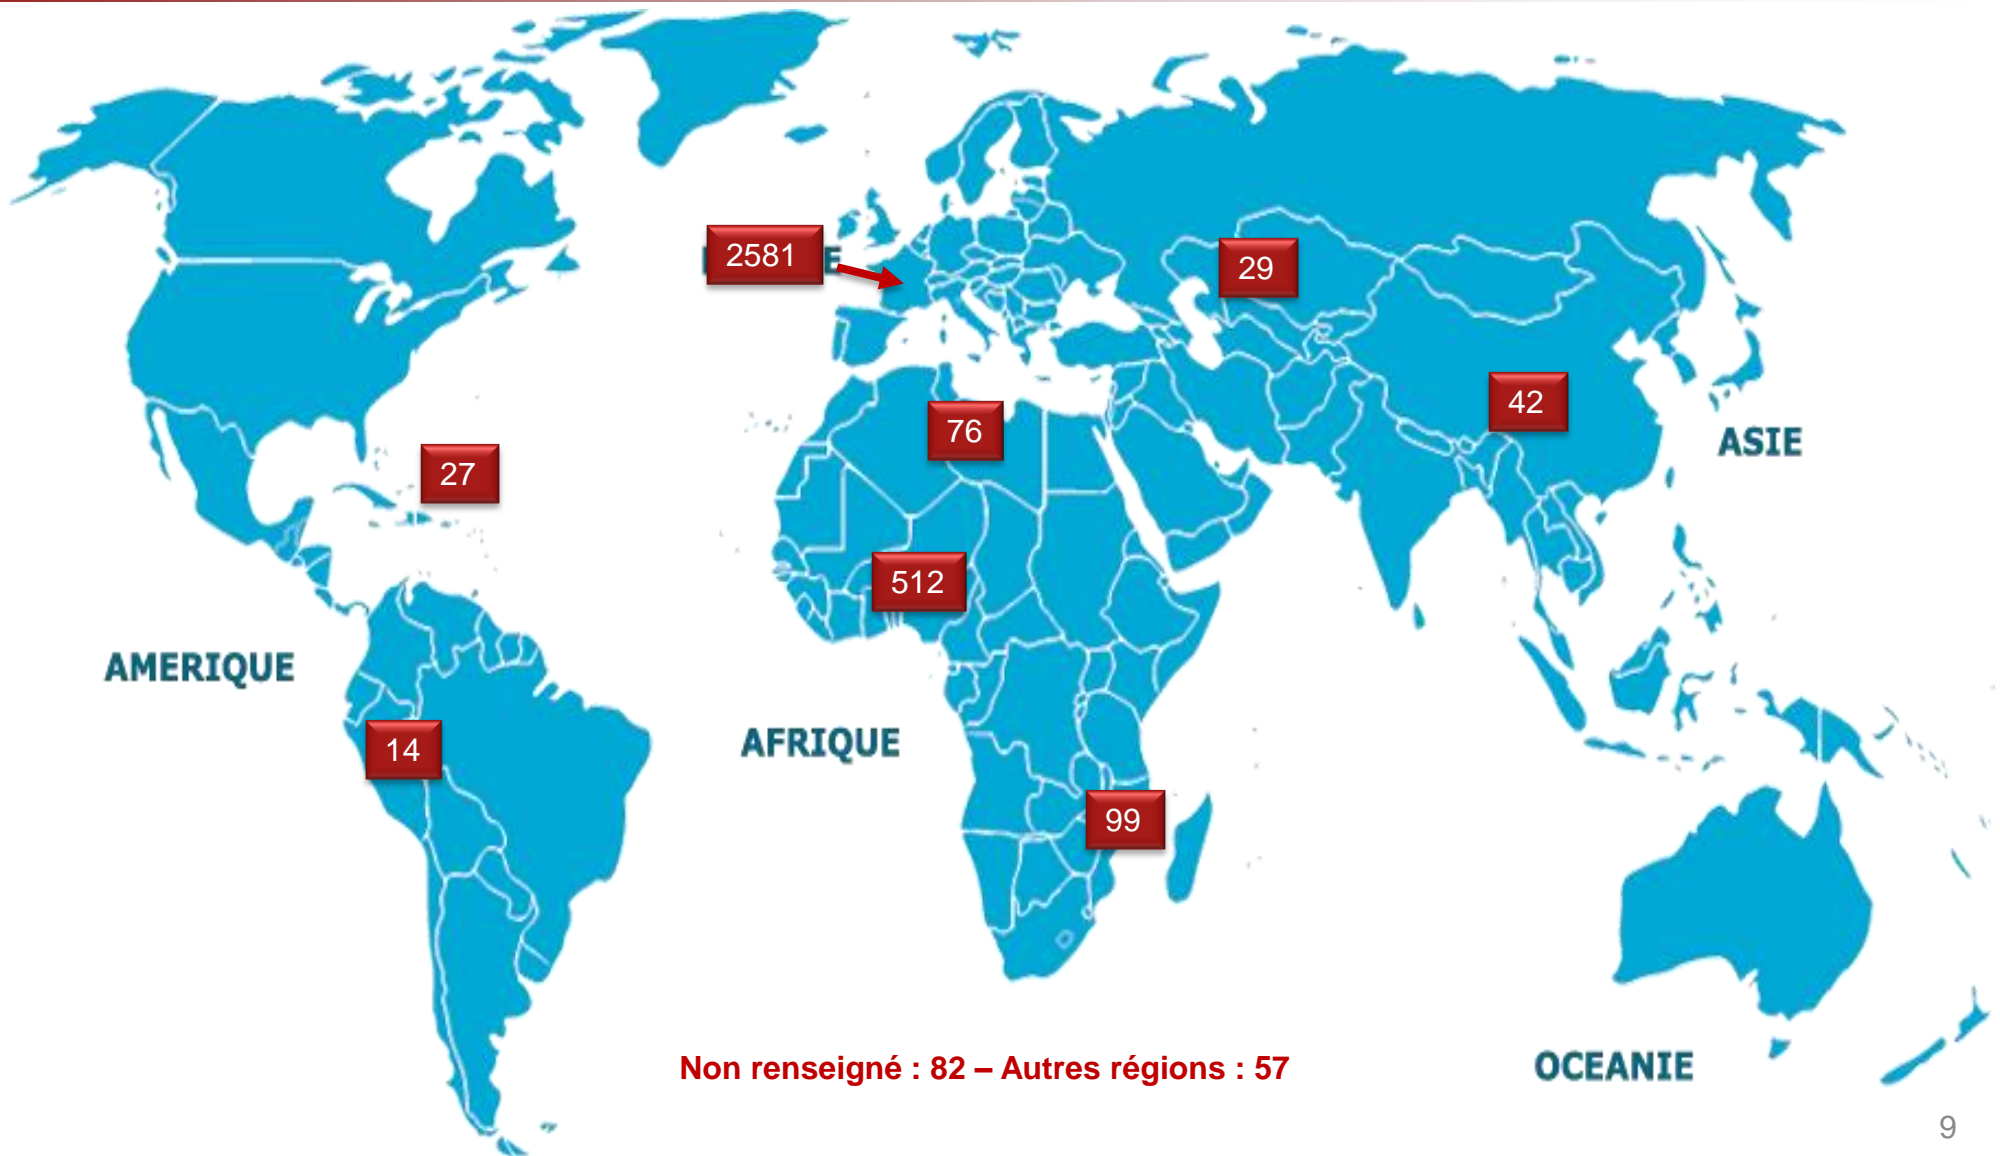 2581
E
29
42
ASIE
76
27
512
AMERIQUE
AFRIQUE
14
99
Non renseigné : 82 – Autres régions : 57
OCEANIE
9